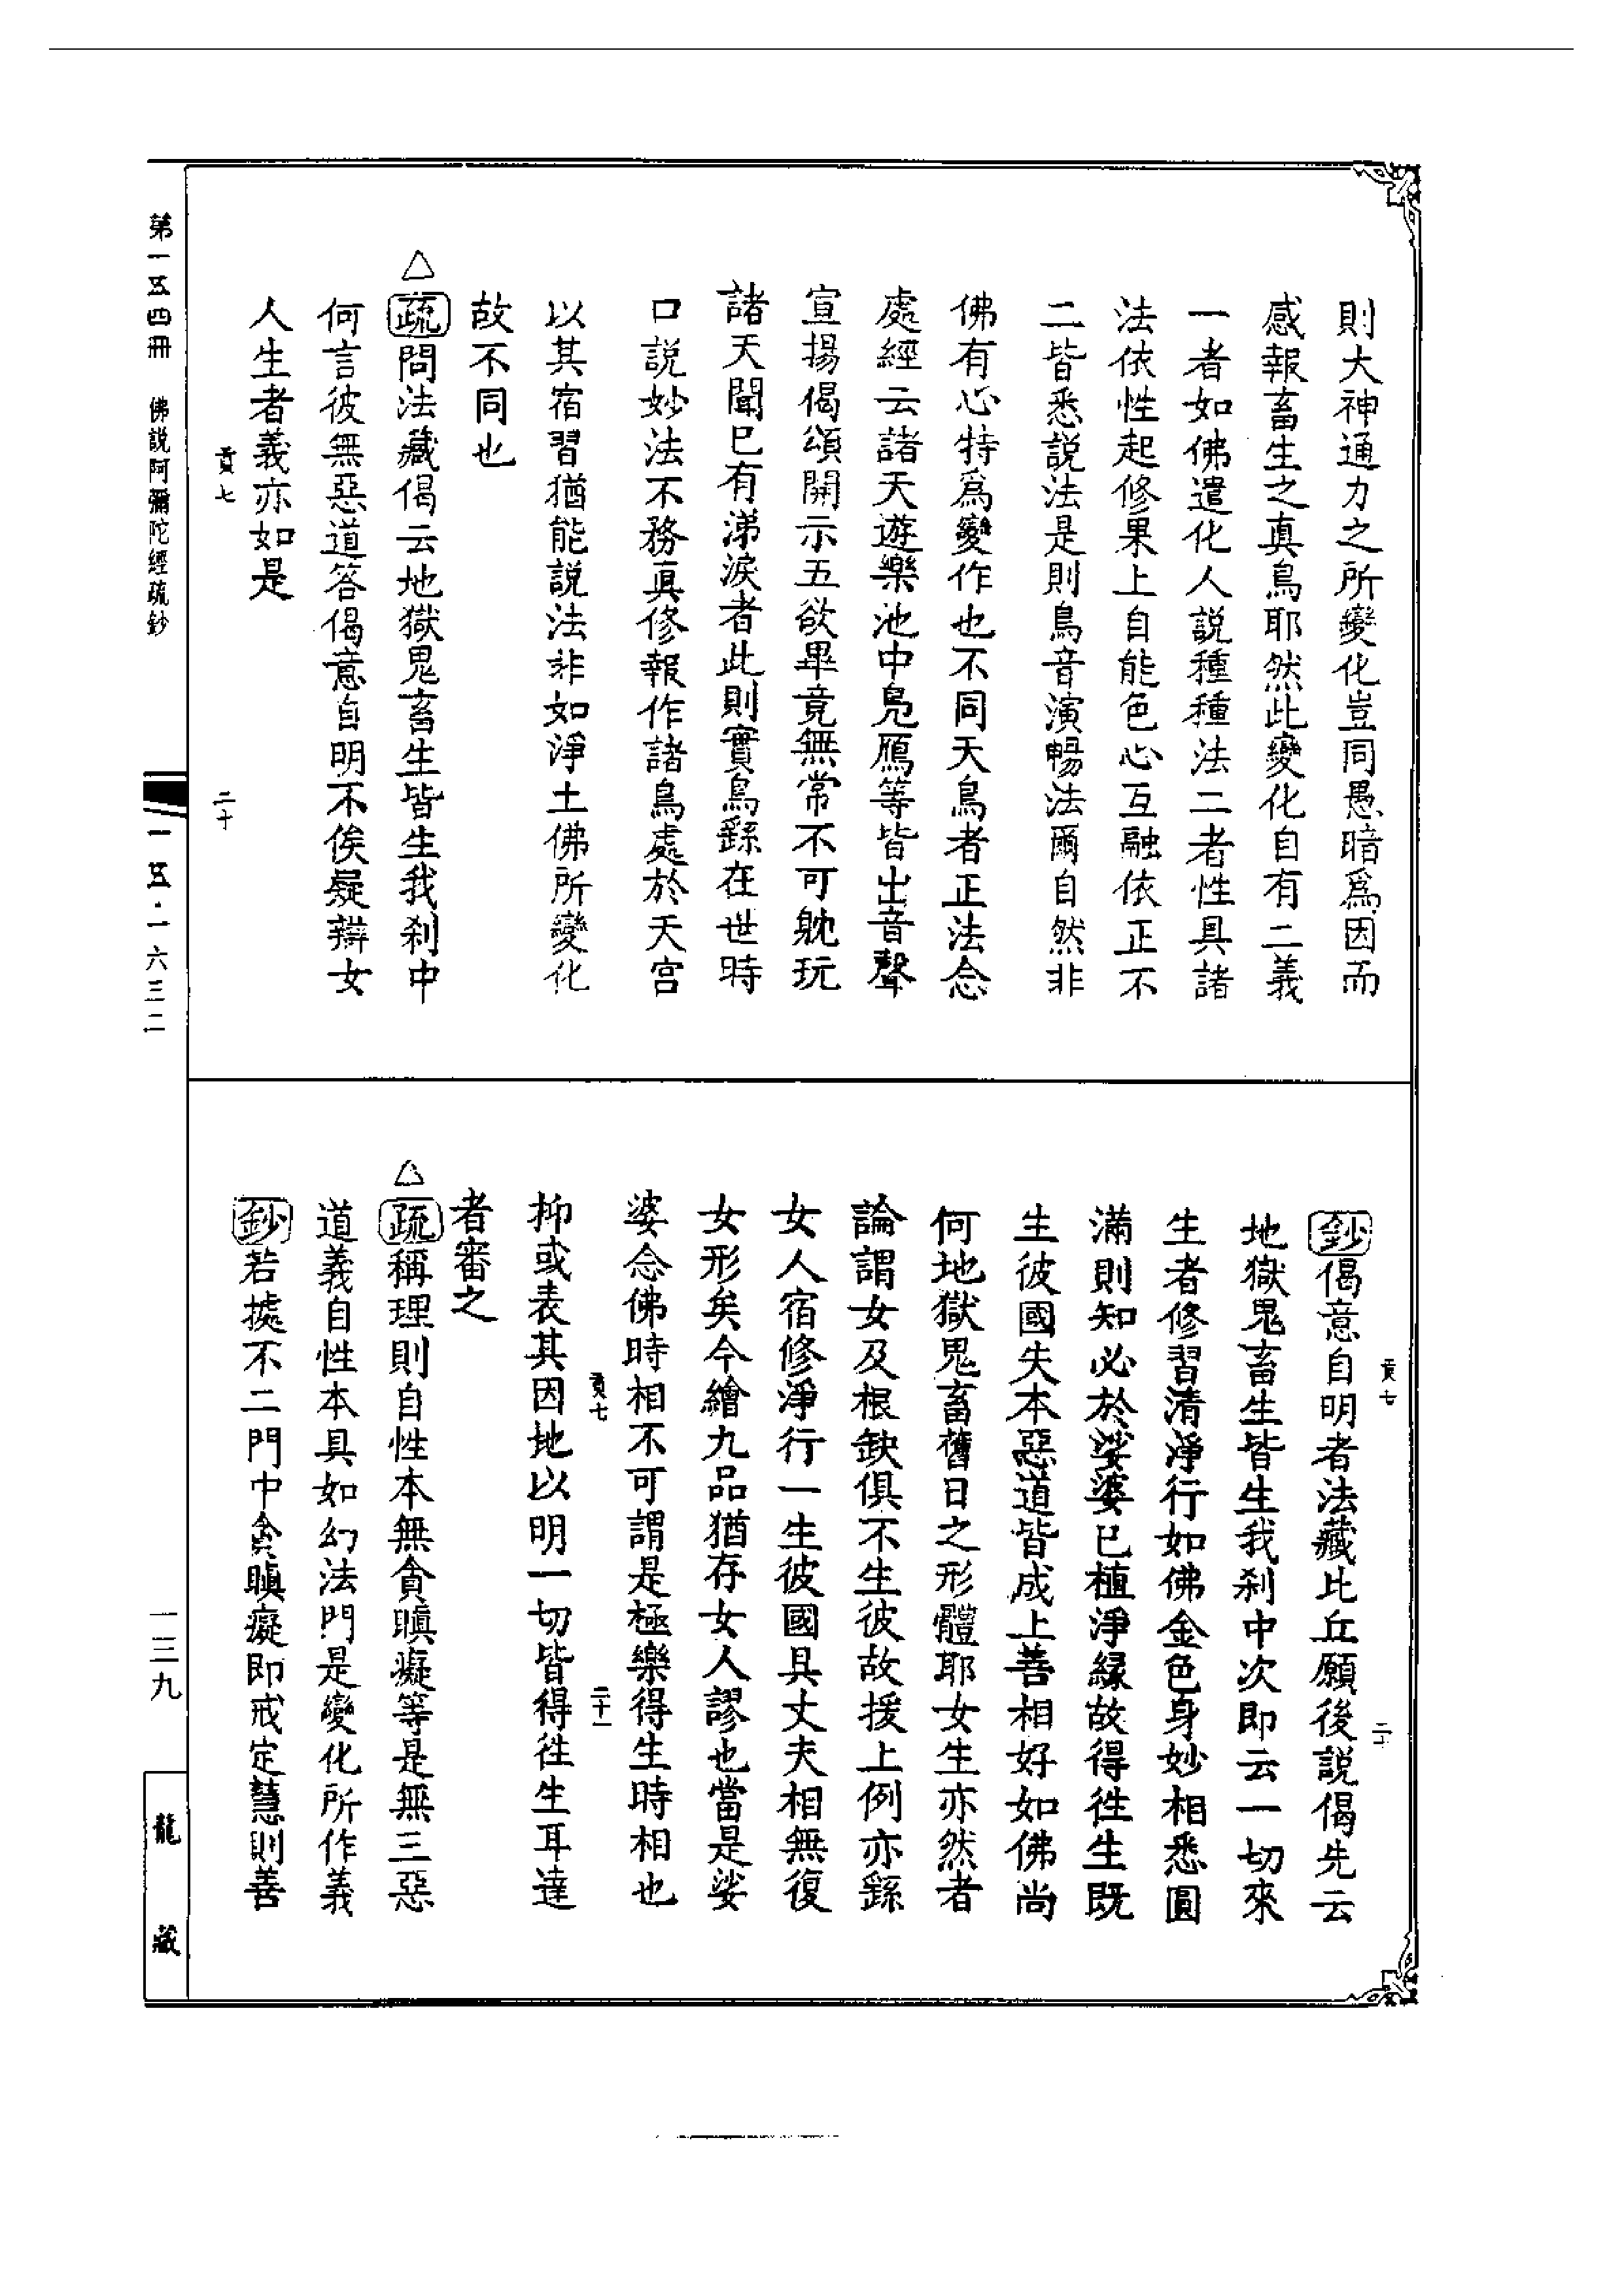 則大神通力之所變化豈同愚暗爲因而
感報畜生之真鳥耶然此變化自有二義
一者如佛遣化人說種種法二者性具諸
法依性起修果上自能色心互融依正不
二皆悉說法是則鳥音演暢法爾自然非
佛有心特爲變作也不同天鳥者正法念
處經云諸天遊樂池中鳧鴈等皆出音聲
宣揚偈頌開示五欲畢竟無常不可躭玩
諸天聞已有涕淚者此則實鳥繇在世時
口說妙法不務真修報作諸鳥處於天宮
以其宿習猶能說法非如淨土佛所變化
故不同也
△疏問法藏偈云地獄鬼畜生皆生我刹中
何言彼無惡道答偈意自明不俟疑辯女
人生者義亦如是
貢七 二十
貢七 二十
鈔偈意自明者法藏比丘願後說偈先云
地獄鬼畜生皆生我刹中次即云一切來
生者修習清淨行如佛金色身妙相悉圓
滿則知必於娑婆已植淨緣故得徃生既
生彼國失本惡道皆成上善相好如佛尚
何地獄鬼畜舊日之形體耶女生亦然者
論謂女及根缺俱不生彼故援上例亦繇
女人宿修淨行一生彼國具丈夫相無復
女形矣今繪九品猶存女人謬也當是娑
婆念佛時相不可謂是極樂得生時相也
貢七 二十一
抑或表其因地以明一切皆得徃生耳達
者審之
△疏稱理則自性本無貪瞋癡等是無三惡
道義自性本具如幻法門是變化所作義
鈔若據不二門中貪瞋癡即戒定慧則善
第一五四冊 佛說阿彌陀經疏鈔
一五·一六三二
一三九
龍藏